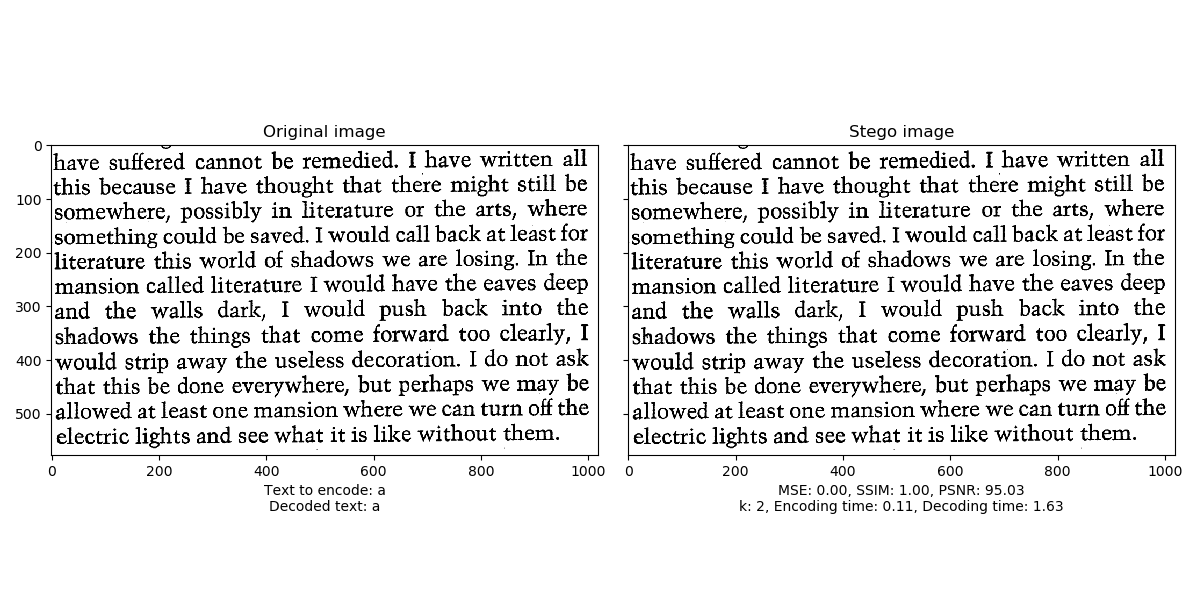 Original image
0
100
200
300
400
500
have suffered cannot be remedied. I have written all
this because I have thought that there might still be
somewhere, possibly in literature or the arts, where
something could be saved. I would call back at least for
literature this world of shadows we are losing. In the
mansion called literature I would have the eaves deep
and the walls dark, I would push back into the
shadows the things that come forward too clearly, I
would strip away the useless decoration. I do not ask
that this be done everywhere, but perhaps we may be
allowed at least one mansion where we can turn off the
electric lights and see what it is like without them.
0 200 400 600 800 1000
Text to encode: a
Decoded text: a
Stego image
have suffered cannot be remedied. I have written all
this because I have thought that there might still be
somewhere, possibly in literature or the arts, where
something could be saved. I would call back at least for
literature this world of shadows we are losing. In the
mansion called literature I would have the eaves deep
and the walls dark, I would push back into the
shadows the things that come forward too clearly, I
would strip away the useless decoration. I do not ask
that this be done everywhere, but perhaps we may be
allowed at least one mansion where we can turn off the
electric lights and see what it is like without them.
0 200 400 600 800 1000
MSE: 0.00, SSIM: 1.00, PSNR: 95.03
k: 2, Encoding time: 0.11, Decoding time: 1.63